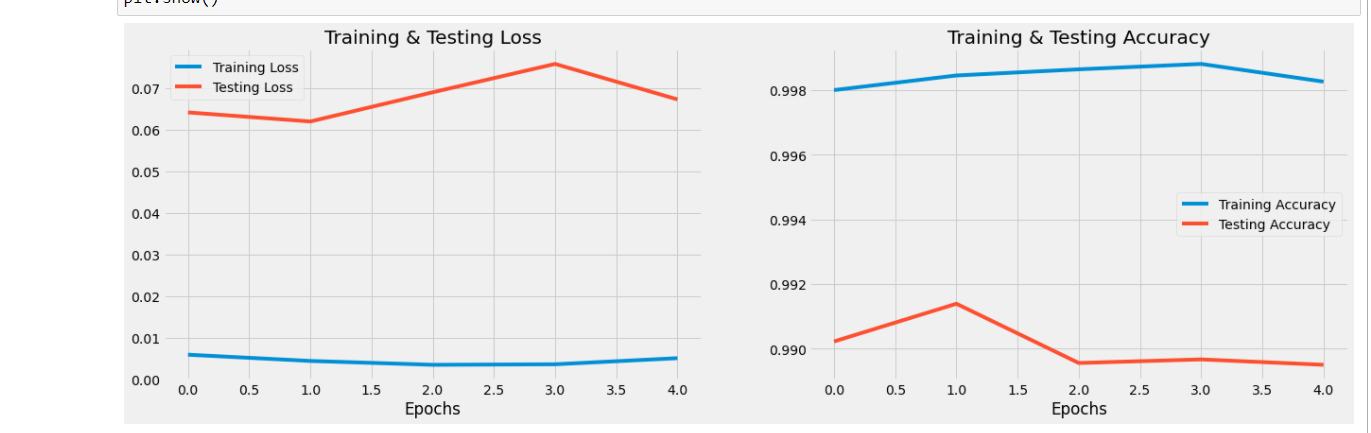 plt.show()
Training & Testing Loss
Training Loss
Testing Loss
0.07
0.06
0.05
0.04
0.03
0.02
0.01
0.00
0.0 0.5 1.0 1.5 2.0 2.5 3.0 3.5 4.0
Epochs
Training & Testing Accuracy
0.998
0.996
0.994
0.992
0.990
Training Accuracy
Testing Accuracy
0.0 0.5 1.0 1.5 2.0 2.5 3.0 3.5 4.0
Epochs